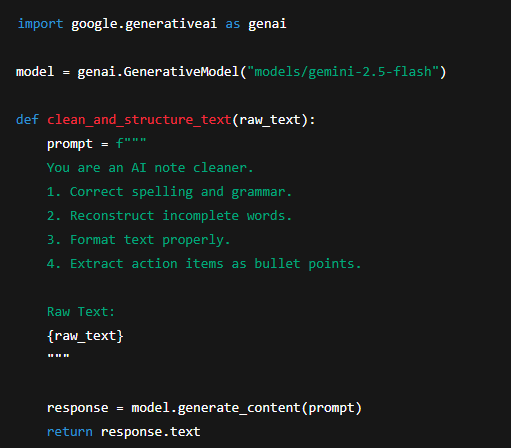 import google.generativeai as genai
model = genai.GenerativeModel("models/gemini-2.5-flash")
def clean_and_structure_text(raw_text):
    prompt = f"""
    You are an AI note cleaner.
    1. Correct spelling and grammar.
    2. Reconstruct incomplete words.
    3. Format text properly.
    4. Extract action items as bullet points.
    Raw Text:
    {raw_text}
    """
    response = model.generate_content(prompt)
    return response.text